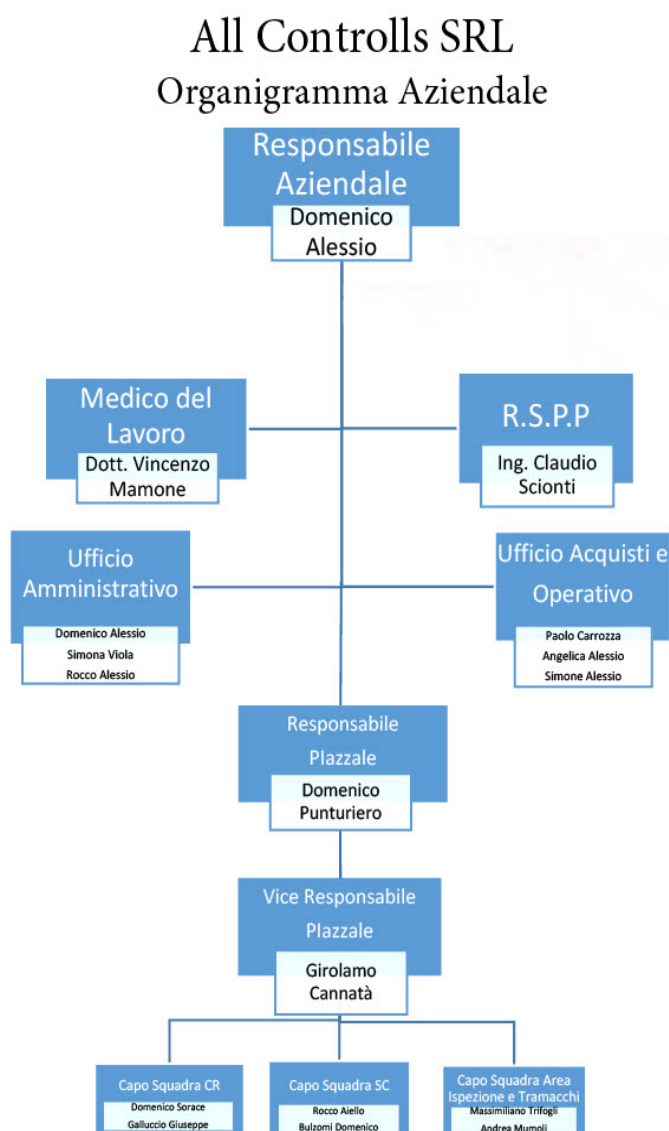 All Controlls SRL
Organigramma Aziendale
Responsabile
Aziendale
Domenico
Alessio
Medico del
Lavoro
Dott. Vincenzo
Mamone
R.S.P.P
Ing. Claudio
Scionti
Ufficio
Amministrativo
Domenico Alessio
Simona Viola
Rocco Alessio
Ufficio Acquisti e
Operativo
Paolo Carrozza
Angelica Alessio
Simone Alessio
Responsabile
PIazzale
Domenico
Punturiero
Vice Responsabile
PIazzale
Girolamo
Cannatà
Capo Squadra CR
Domenico Sorace
Galluccio Giuseppe
Capo Squadra SC
Rocco Aiello
Bulzomi Domenico
Capo Squadra Area
Ispezione e Tramacchi
Massimiliano Trifogli
Andrea Mumoli